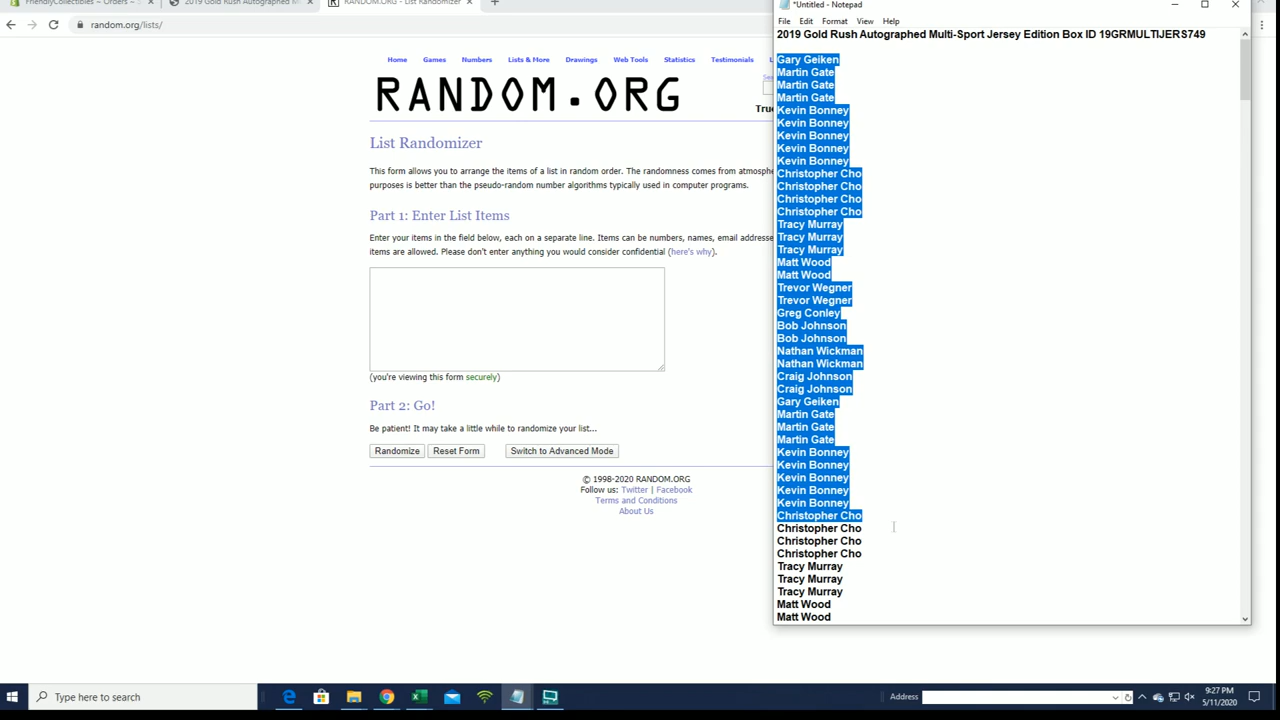 FriendlyCollectibles ~ Orders ~ S
2019 Gold Rush Autographed M
RANDOM.ORG - List Randomizer
random.org/lists/
Home
Games
Numbers
Lists & More
Drawings
Web Tools
Statistics
Testimonials
RANDOM.ORG
List Randomizer
This form allows you to arrange the items of a list in random order. The randomness comes from atmosph
purposes is better than the pseudo-random number algorithms typically used in computer programs.
Part 1: Enter List Items
Enter your items in the field below, each on a separate line. Items can be numbers, names, email addresse
items are allowed. Please don't enter anything you would consider confidential (here's why).
(you're viewing this form securely)
Part 2: Go!
Be patient! It may take a little while to randomize your list...
Randomize
Reset Form
Switch to Advanced Mode
© 1998-2020 RANDOM.ORG
Follow us: Twitter | Facebook
Terms and Conditions
About Us
*Untitled - Notepad
File Edit Format View Help
2019 Gold Rush Autographed Multi-Sport Jersey Edition Box ID 19GRMULTIJERS749
Gary Geiken
Martin Gate
Martin Gate
Martin Gate
Kevin Bonney
Kevin Bonney
Kevin Bonney
Kevin Bonney
Kevin Bonney
Christopher Cho
Christopher Cho
Christopher Cho
Christopher Cho
Tracy Murray
Tracy Murray
Tracy Murray
Matt Wood
Matt Wood
Trevor Wegner
Trevor Wegner
Greg Conley
Bob Johnson
Bob Johnson
Nathan Wickman
Nathan Wickman
Craig Johnson
Craig Johnson
Gary Geiken
Martin Gate
Martin Gate
Martin Gate
Kevin Bonney
Kevin Bonney
Kevin Bonney
Kevin Bonney
Kevin Bonney
Christopher Cho
Christopher Cho
Christopher Cho
Christopher Cho
Tracy Murray
Tracy Murray
Tracy Murray
Matt Wood
Matt Wood
Type here to search
Address
9:27 PM
5/11/2020